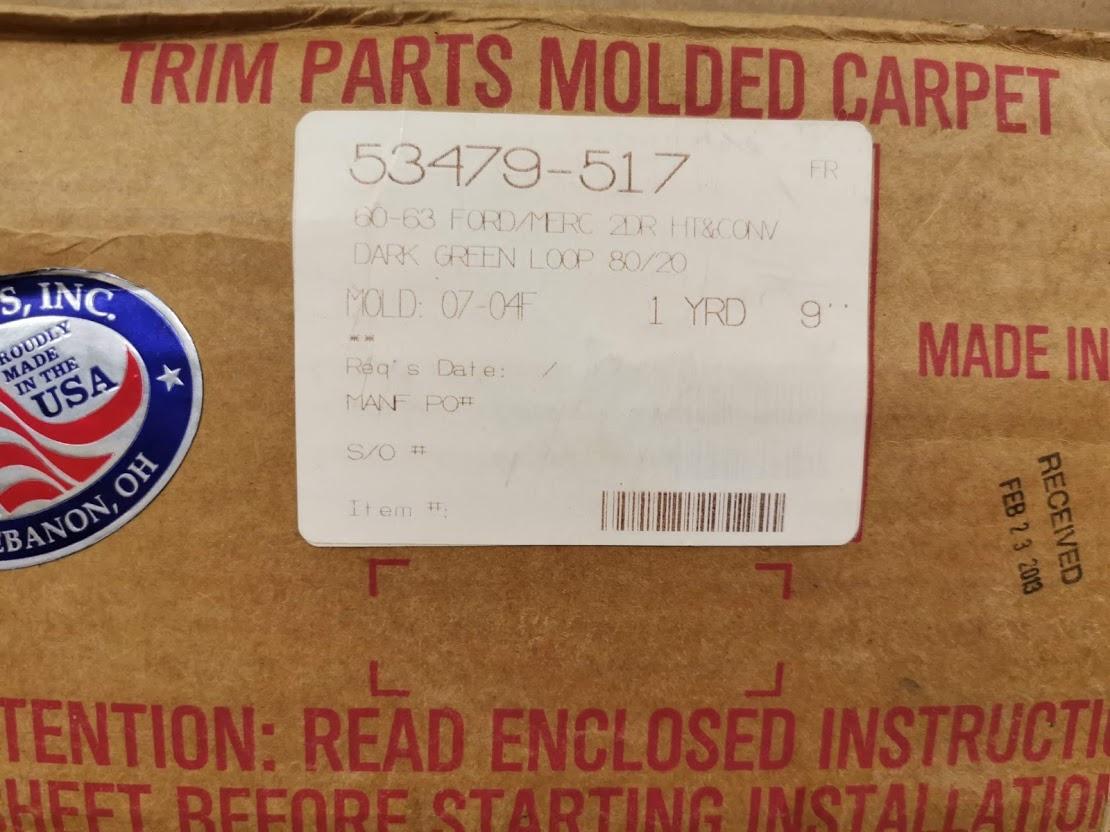 TRIM PARTS MOLDED CARPET
53479-517 FR
60-63 FORD/MERC 2DR HT&CONV
DARK GREEN LOOP 80/20
MOLD: 07-04F 1 YRD 9''
**
Req's Date: /
MANF PO#
S/O #
Item #:
S, INC.
ROUDLY
MADE
IN THE
USA
EBANON, OH
MADE IN
RECEIVED
FEB 23 2013
TENTION: READ ENCLOSED INSTRUCTI
SHEET BEFORE STARTING INSTALLATION